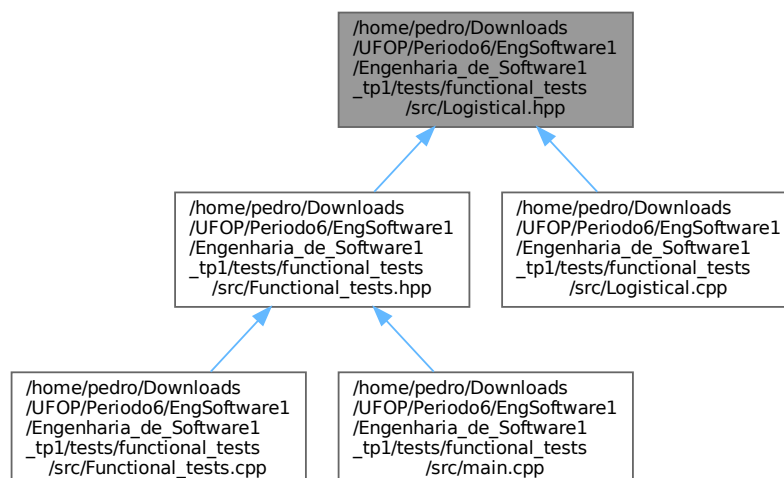 /home/pedro/Downloads
/UFOP/Periodo6/EngSoftware1
/Engenharia_de_Software1
_tp1/tests/functional_tests
/src/Logistical.hpp
/home/pedro/Downloads
/UFOP/Periodo6/EngSoftware1
/Engenharia_de_Software1
_tp1/tests/functional_tests
/src/Functional_tests.hpp
/home/pedro/Downloads
/UFOP/Periodo6/EngSoftware1
/Engenharia_de_Software1
_tp1/tests/functional_tests
/src/Logistical.cpp
/home/pedro/Downloads
/UFOP/Periodo6/EngSoftware1
/Engenharia_de_Software1
_tp1/tests/functional_tests
/src/Functional_tests.cpp
/home/pedro/Downloads
/UFOP/Periodo6/EngSoftware1
/Engenharia_de_Software1
_tp1/tests/functional_tests
/src/main.cpp